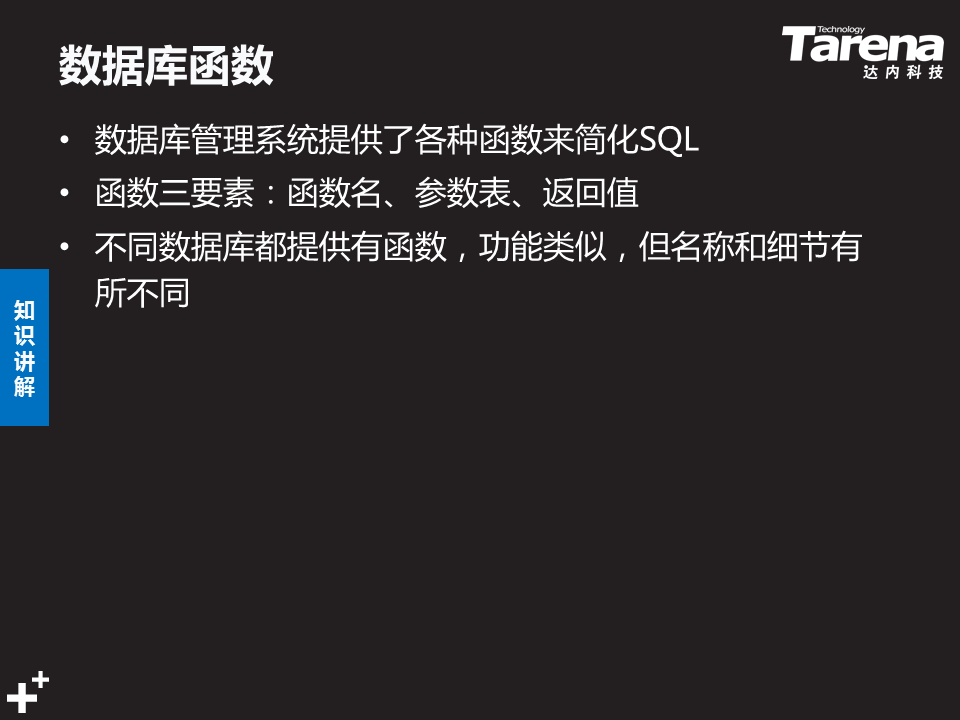 数据库函数
Technology
Tarena
达内科技
• 数据库管理系统提供了各种函数来简化SQL
• 函数三要素：函数名、参数表、返回值
• 不同数据库都提供有函数，功能类似，但名称和细节有
所不同
知
识
讲
解